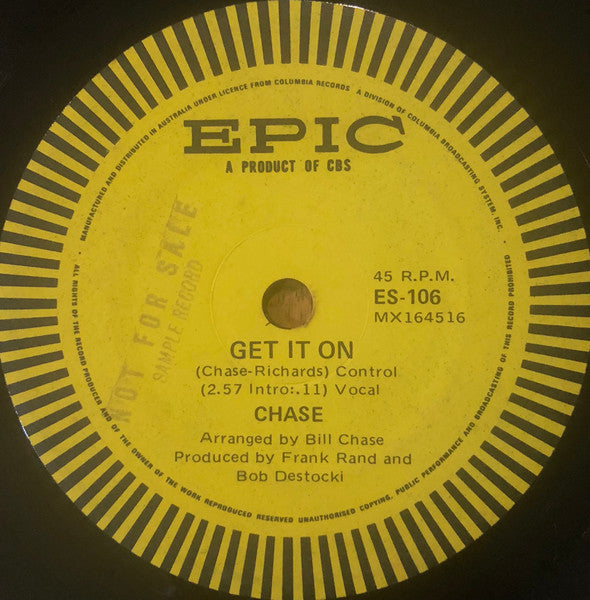 MANUFACTURED AND DISTRIBUTED IN AUSTRALIA UNDER LICENCE FROM COLUMBIA RECORDS A DIVISION OF COLUMBIA BROADCASTING SYSTEM, INC.
EPIC
A PRODUCT OF CBS
NOT FOR SALE
SAMPLE RECORD
45 R.P.M.
ES-106
MX164516
GET IT ON
(Chase-Richards) Control
(2.57 Intro:.11) Vocal
CHASE
Arranged by Bill Chase
Produced by Frank Rand and
Bob Destocki
ALL RIGHTS OF THE RECORD PRODUCER AND OF THE OWNER OF THE WORK REPRODUCED RESERVED UNAUTHORISED COPYING, PUBLIC PERFORMANCE AND BROADCASTING OF THIS RECORD PROHIBITED